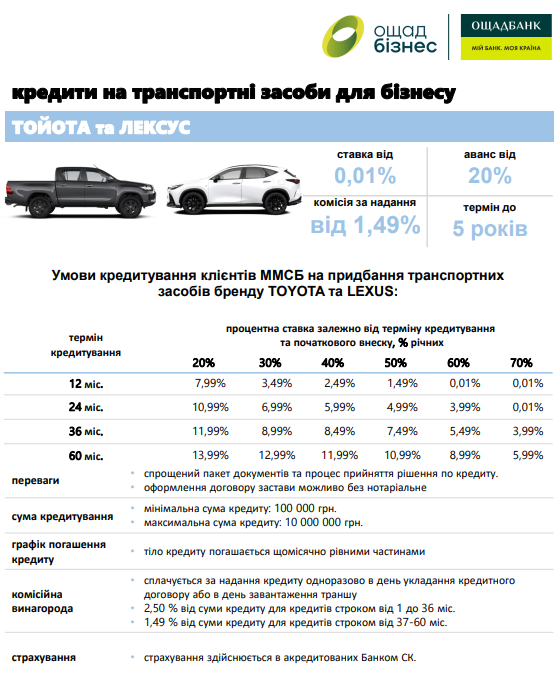 ощад
бізнес
ОЩАДБАНК
МІЙ БАНК. МОЯ КРАЇНА
кредити на транспортні засоби для бізнесу
ТОЙОТА та ЛЕКСУС
ставка від
0,01%
аванс від
20%
комісія за надання
від 1,49%
термін до
5 років
Умови кредитування клієнтів ММСБ на придбання транспортних
засобів бренду TOYOTA та LEXUS:
термін
кредитування
процентна ставка залежно від терміну кредитування
та початкового внеску, % річних
20% 30% 40% 50% 60% 70%
12 міс. 7,99% 3,49% 2,49% 1,49% 0,01% 0,01%
24 міс. 10,99% 6,99% 5,99% 4,99% 3,99% 0,01%
36 міс. 11,99% 8,99% 8,49% 7,49% 5,49% 3,99%
60 міс. 13,99% 12,99% 11,99% 10,99% 8,99% 5,99%
переваги
• спрощений пакет документів та процес прийняття рішення по кредиту.
• оформлення договору застави можливо без нотаріальне
сума кредитування
• мінімальна сума кредиту: 100 000 грн.
• максимальна сума кредиту: 10 000 000 грн.
графік погашення
кредиту
• тіло кредиту погашається щомісячно рівними частинами
комісійна
винагорода
• сплачується за надання кредиту одноразово в день укладання кредитного
договору або в день завантаження траншу
• 2,50 % від суми кредиту для кредитів строком від 1 до 36 міс.
• 1,49 % від суми кредиту для кредитів строком від 37-60 міс.
страхування
• страхування здійснюється в акредитованих Банком СК.